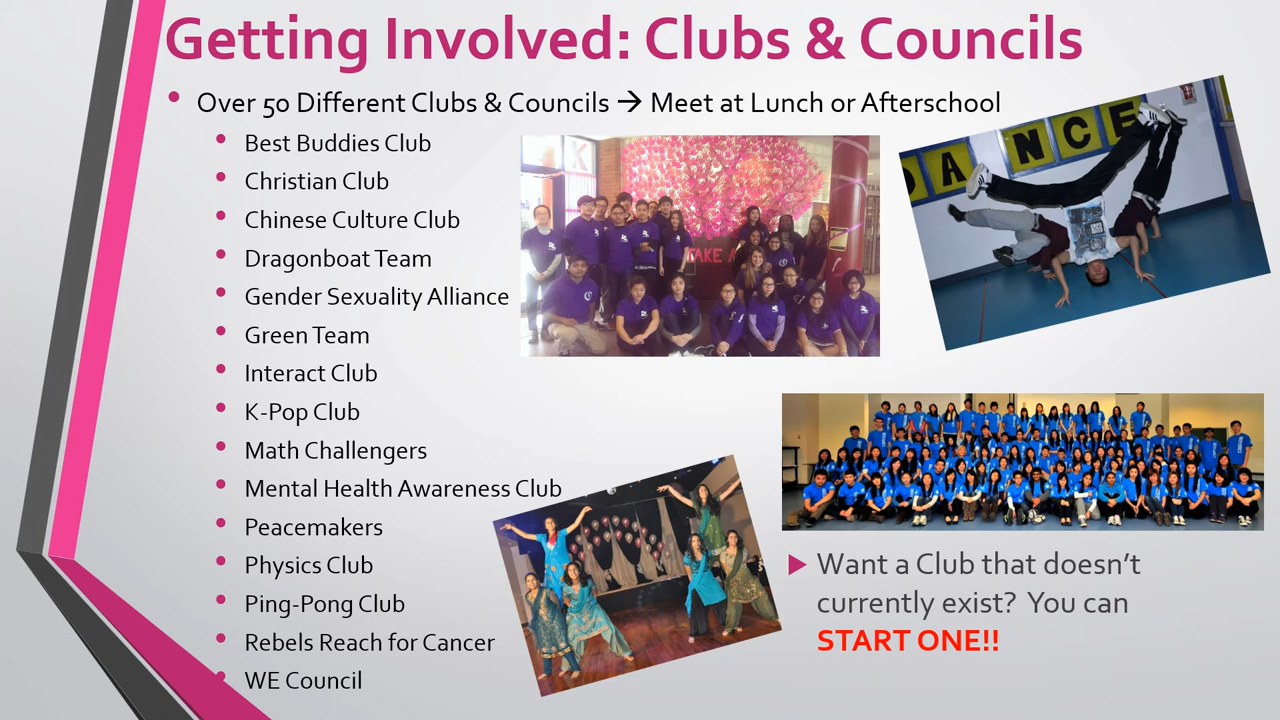 Getting Involved: Clubs & Councils
Over 50 Different Clubs & Councils → Meet at Lunch or Afterschool
Best Buddies Club
Christian Club
Chinese Culture Club
Dragonboat Team
Gender Sexuality Alliance
Green Team
Interact Club
K-Pop Club
Math Challengers
Mental Health Awareness Club
Peacemakers
Physics Club
Ping-Pong Club
Rebels Reach for Cancer
WE Council
K
TAKE
DANCE
Want a Club that doesn't
currently exist? You can
START ONE!!